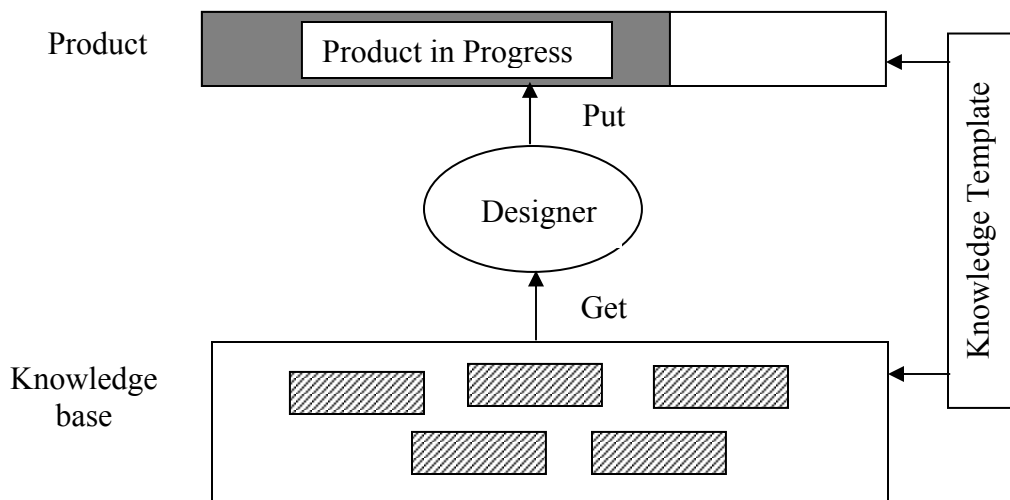 Product
Product in Progress
Put
Designer
Get
Knowledge
base
Knowledge Template